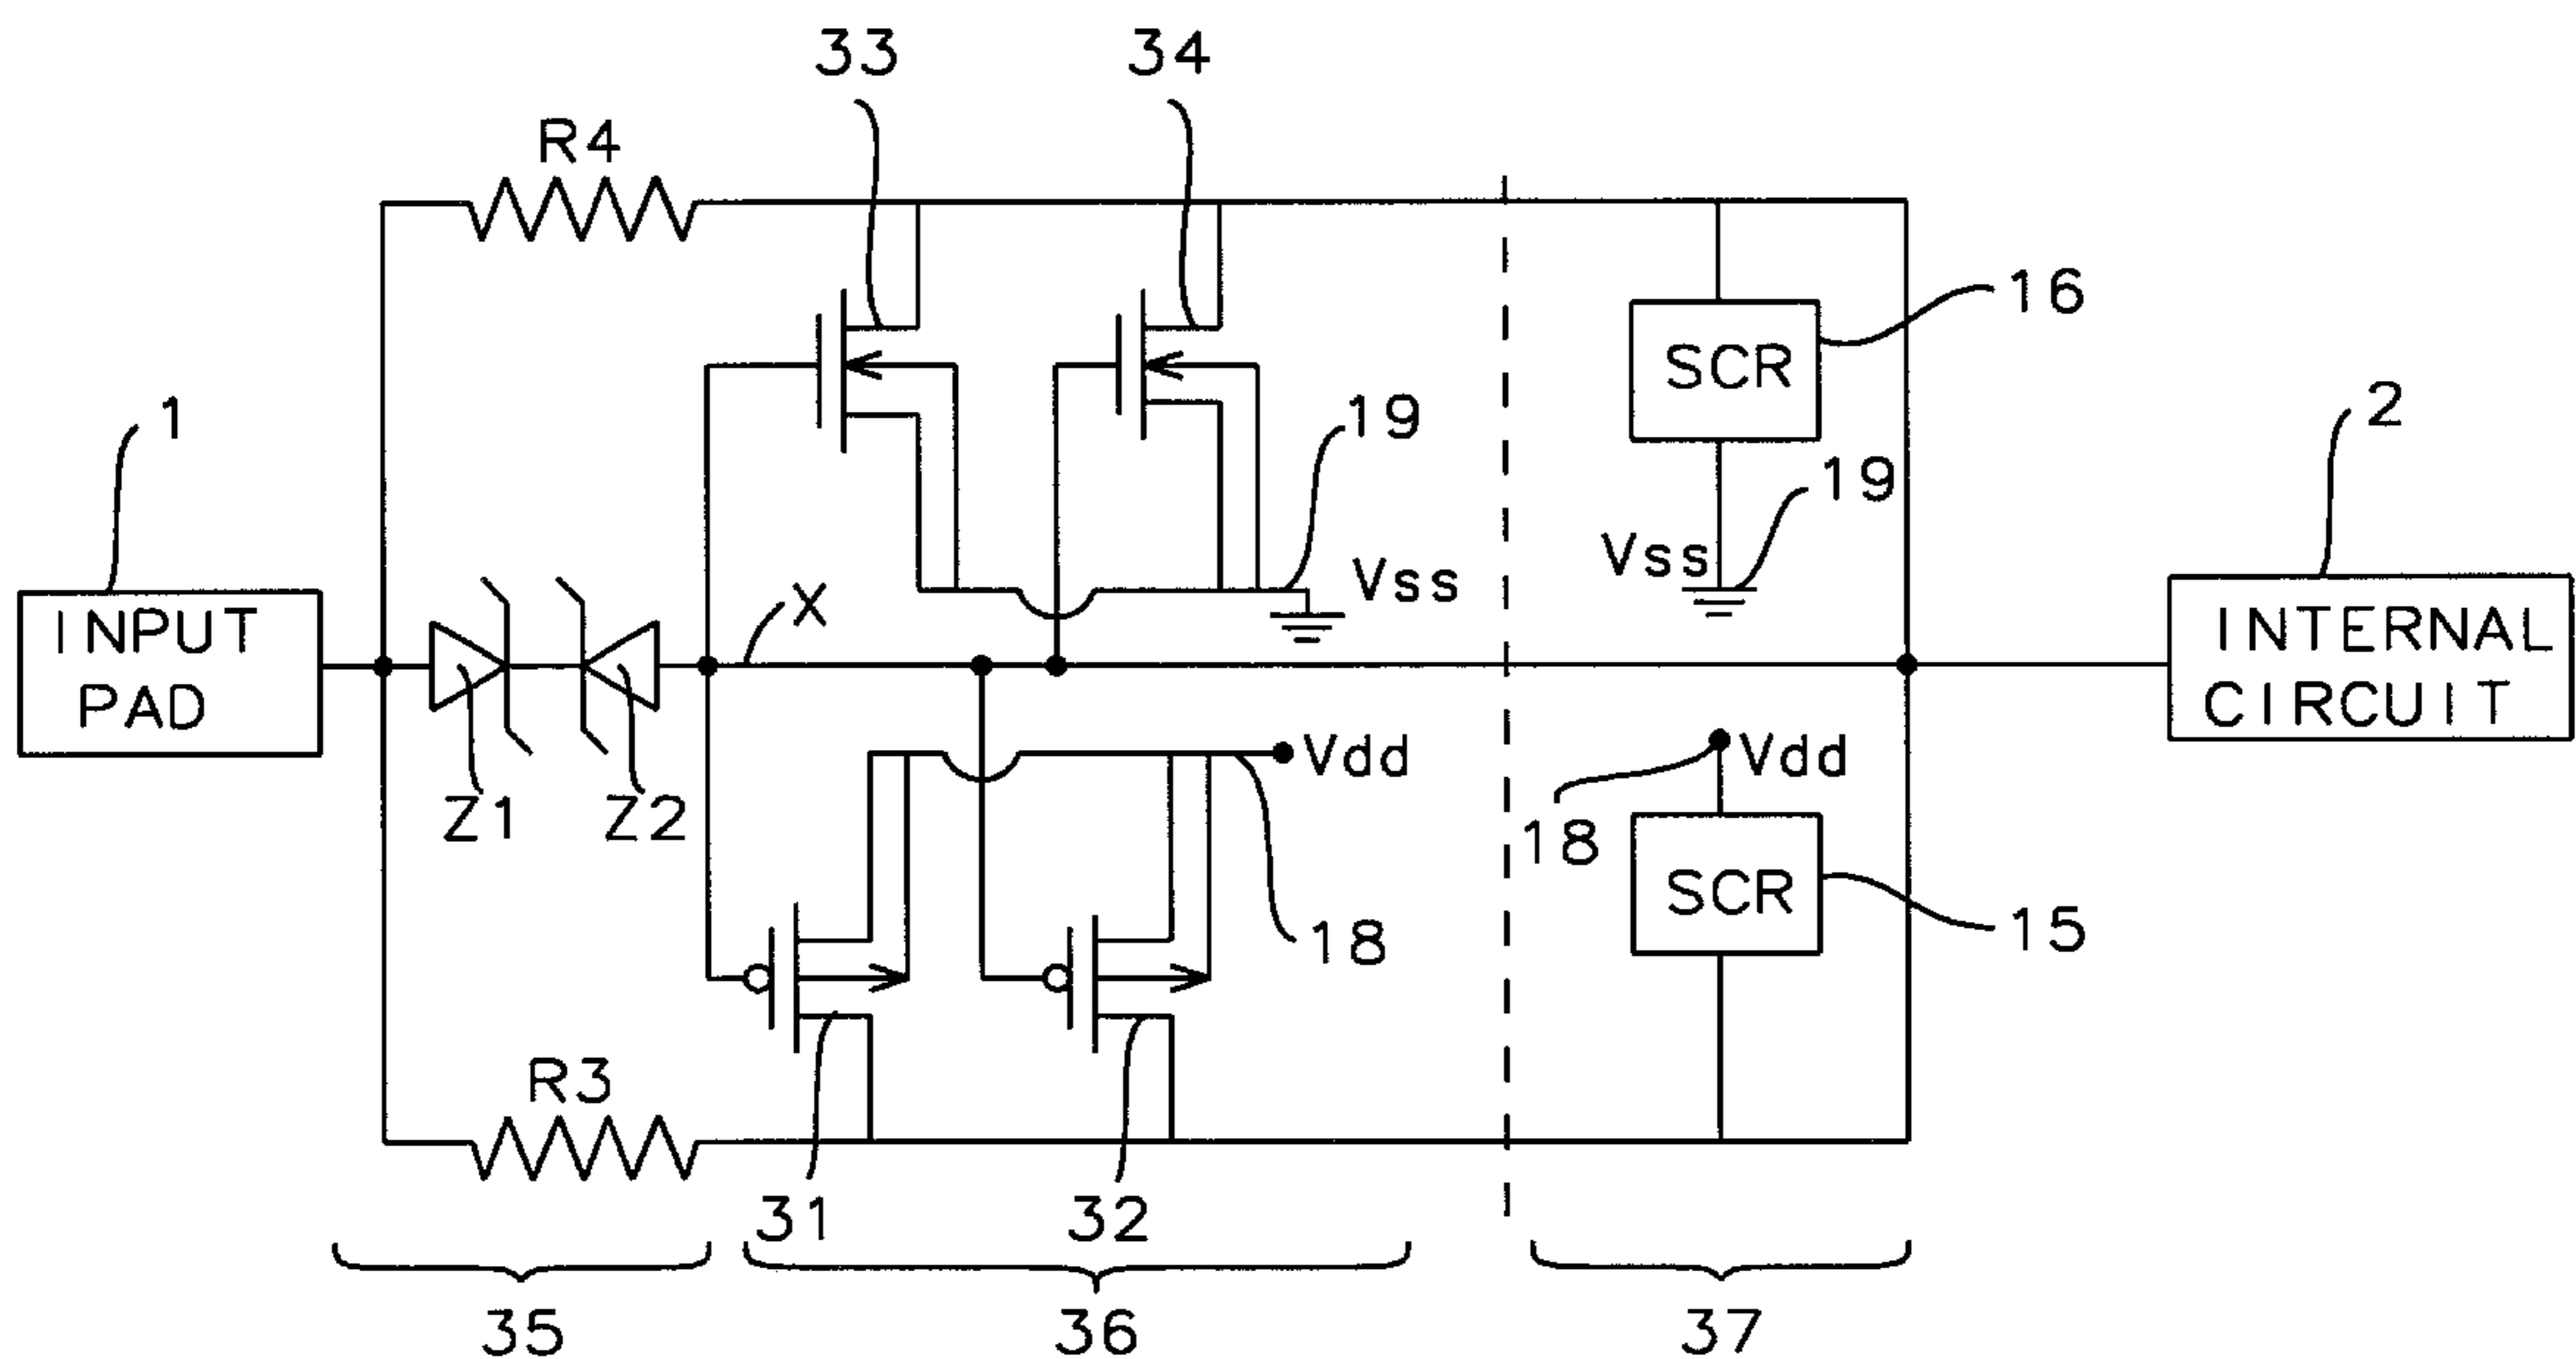 33
34
R4
16
SCR
1
19
2
19
Vss
Vss
X
INPUT
PAD
INTERNAL
CIRCUIT
Z1
Z2
Vdd
Vdd
18
SCR
18
15
R3
31
32
35
36
37